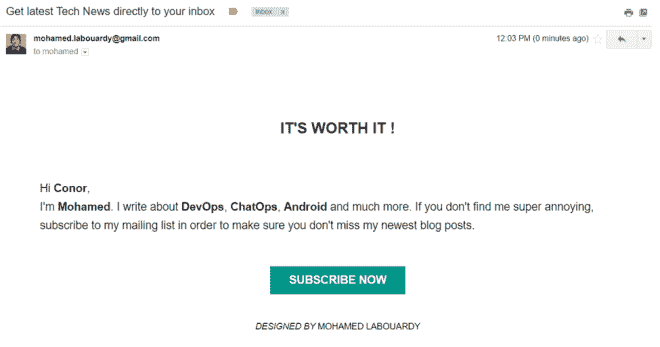 Get latest Tech News directly to your inbox
Inbox x
mohamed.labouardy@gmail.com
12:03 PM (0 minutes ago)
to mohamed
IT'S WORTH IT !
Hi Conor,
I'm Mohamed. I write about DevOps, ChatOps, Android and much more. If you don't find me super annoying,
subscribe to my mailing list in order to make sure you don't miss my newest blog posts.
SUBSCRIBE NOW
DESIGNED BY MOHAMED LABOUARDY